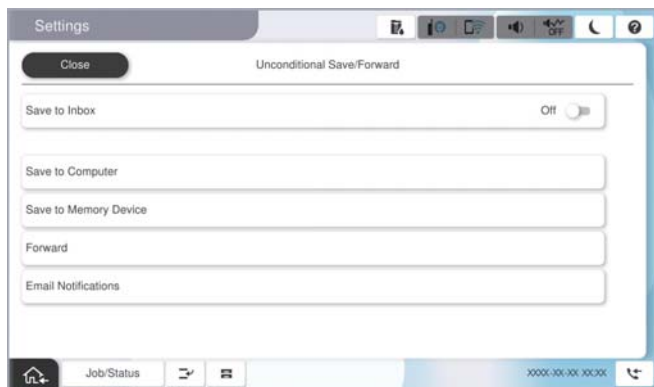 Settings
OFF
Close
Unconditional Save/Forward
Save to Inbox
Off
Save to Computer
Save to Memory Device
Forward
Email Notifications
Job/Status
XXXX-XX-XX XX:XX